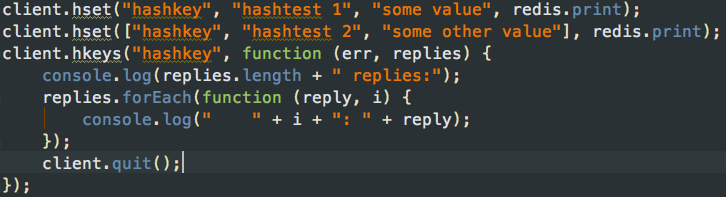 client.hset("hashkey", "hashtest 1", "some value", redis.print);
client.hset(["hashkey", "hashtest 2", "some other value"], redis.print);
client.hkeys("hashkey", function (err, replies) {
    console.log(replies.length + " replies:");
    replies.forEach(function (reply, i) {
        console.log("    " + i + ": " + reply);
    });
    client.quit();
});